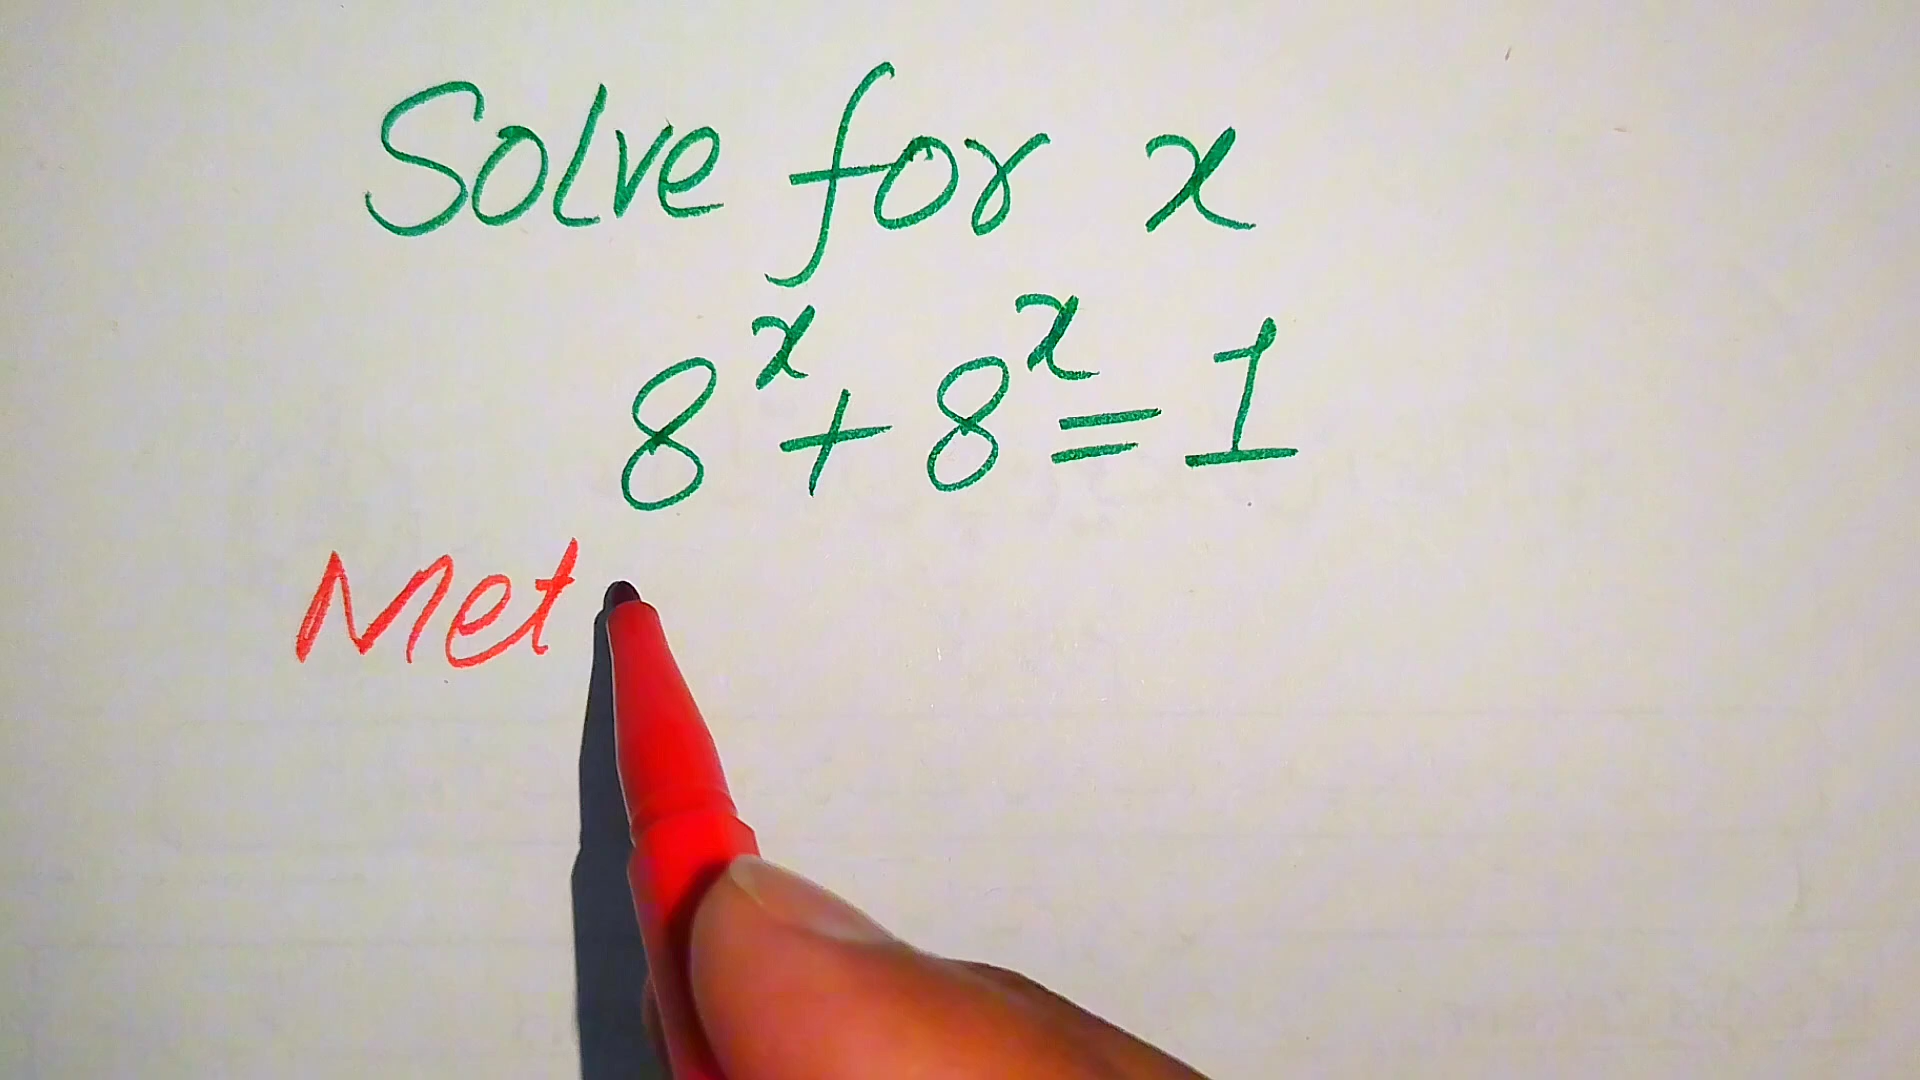 Solve for x
8^x + 8^x = 1
Met